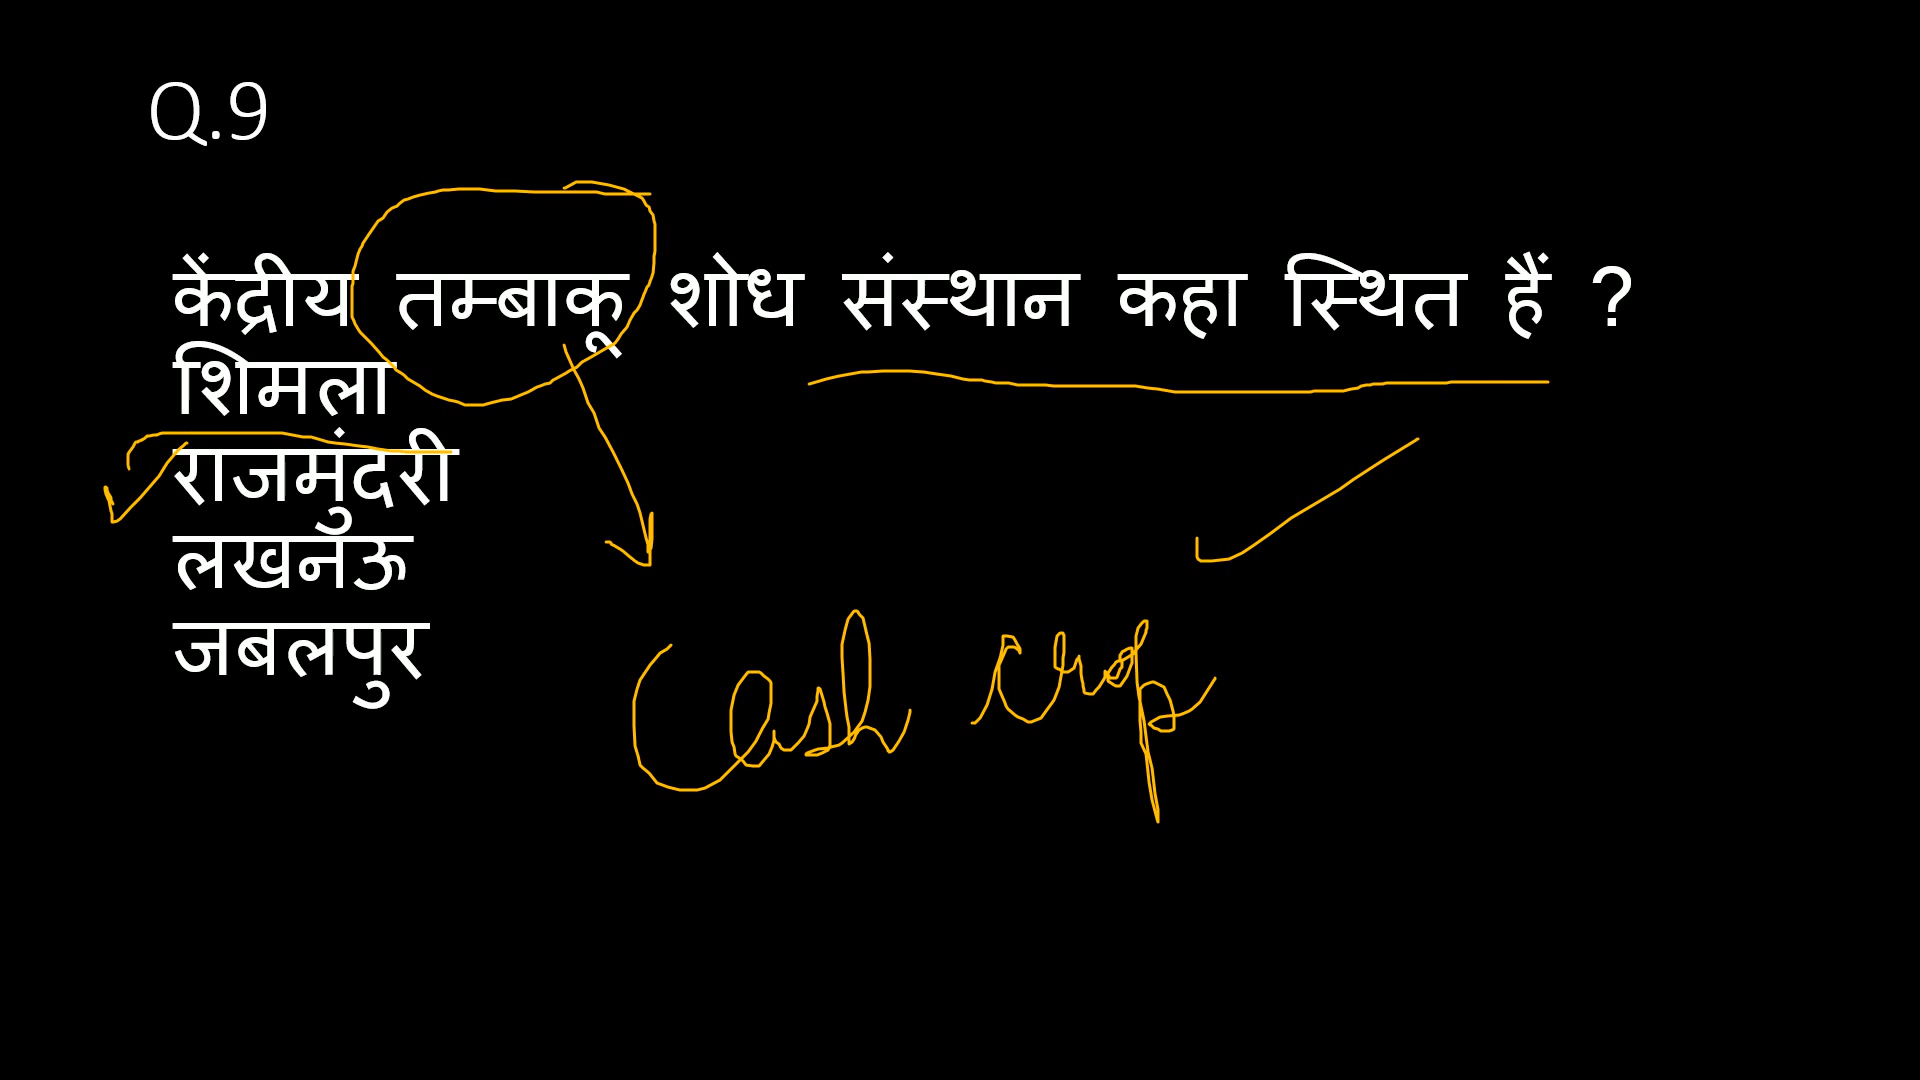 Q.9
केंद्रीय तम्बाकू शोध संस्थान कहा स्थित हैं ?
शिमला
राजमुंदरी
लखनऊ
जबलपुर
Cash crop